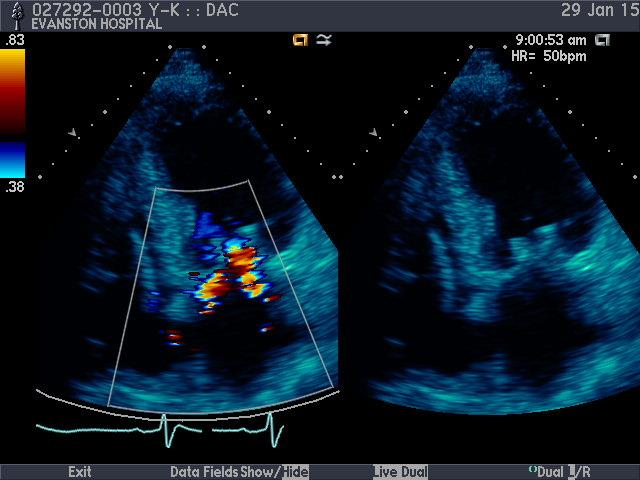 027292-0003 Y-K :: DAC 29 Jan 15
EVANSTON HOSPITAL
.83
9:00:53 am
HR= 50bpm
.38
Exit Data Fields Show/Hide Live Dual Dual L/R